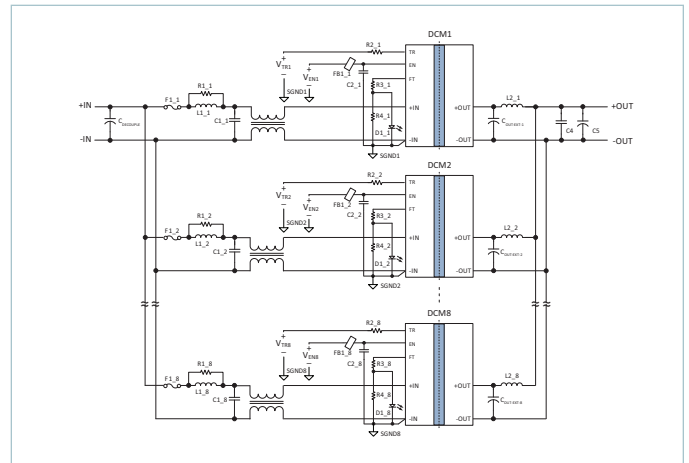 DCM1
R2_1
TR
V_TR1
+
−
V_EN1
+
−
EN
FB1_1
FT
SGND1
C2_1
R3_1
R1_1
F1_1
L1_1
+IN
C_DECOUPLE
-IN
C1_1
+IN
R4_1
D1_1
-IN
SGND1
+OUT
L2_1
+OUT
C_OUT-EXT-1
C4
C5
-OUT
-OUT
DCM2
R2_2
TR
V_TR2
+
−
V_EN2
+
−
EN
FB1_2
FT
SGND2
C2_2
R3_2
R1_2
F1_2
L1_2
C1_2
+IN
R4_2
D1_2
-IN
SGND2
+OUT
L2_2
C_OUT-EXT-2
-OUT
DCM8
R2_8
TR
V_TR8
+
−
V_EN8
+
−
EN
FB1_8
FT
SGND8
C2_8
R3_8
R1_8
F1_8
L1_8
C1_8
+IN
R4_8
D1_8
-IN
SGND8
+OUT
L2_8
C_OUT-EXT-8
-OUT